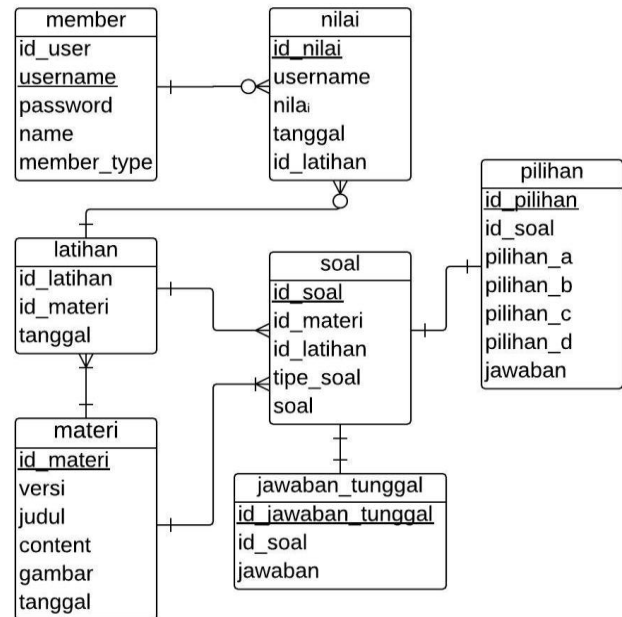 member
id_user
username
password
name
member_type
nilai
id_nilai
username
nilai
tanggal
id_latihan
pilihan
id_pilihan
id_soal
pilihan_a
pilihan_b
pilihan_c
pilihan_d
jawaban
latihan
id_latihan
id_materi
tanggal
soal
id_soal
id_materi
id_latihan
tipe_soal
soal
materi
id_materi
versi
judul
content
gambar
tanggal
jawaban_tunggal
id_jawaban_tunggal
id_soal
jawaban